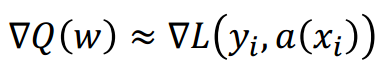 ∇Q(w) ≈ ∇L(yᵢ, a(xᵢ))